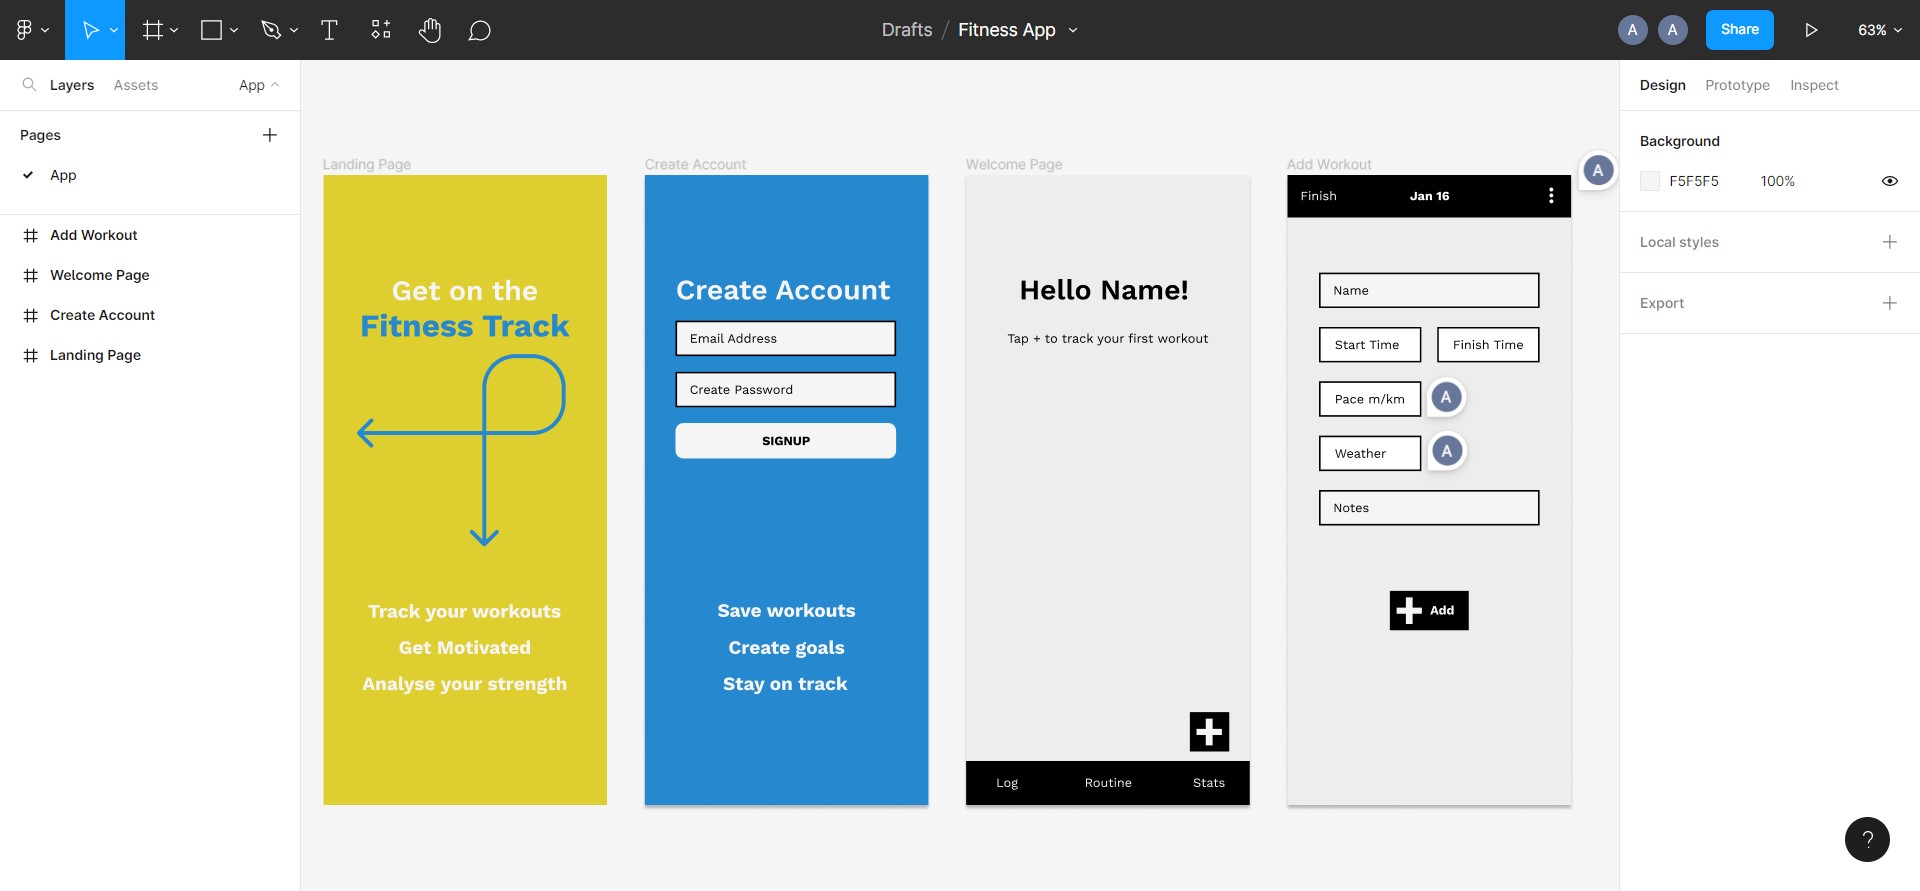 Drafts / Fitness App
A
A
Share
63%
Layers
Assets
App
Design
Prototype
Inspect
Pages
App
Add Workout
Welcome Page
Create Account
Landing Page
Landing Page
Get on the
Fitness Track
Track your workouts
Get Motivated
Analyse your strength
Create Account
Create Account
Email Address
Create Password
SIGNUP
Save workouts
Create goals
Stay on track
Welcome Page
Hello Name!
Tap + to track your first workout
Log
Routine
Stats
Add Workout
A
Finish
Jan 16
Name
Start Time
Finish Time
Pace m/km
A
Weather
A
Notes
Add
Background
F5F5F5
100%
Local styles
Export
?